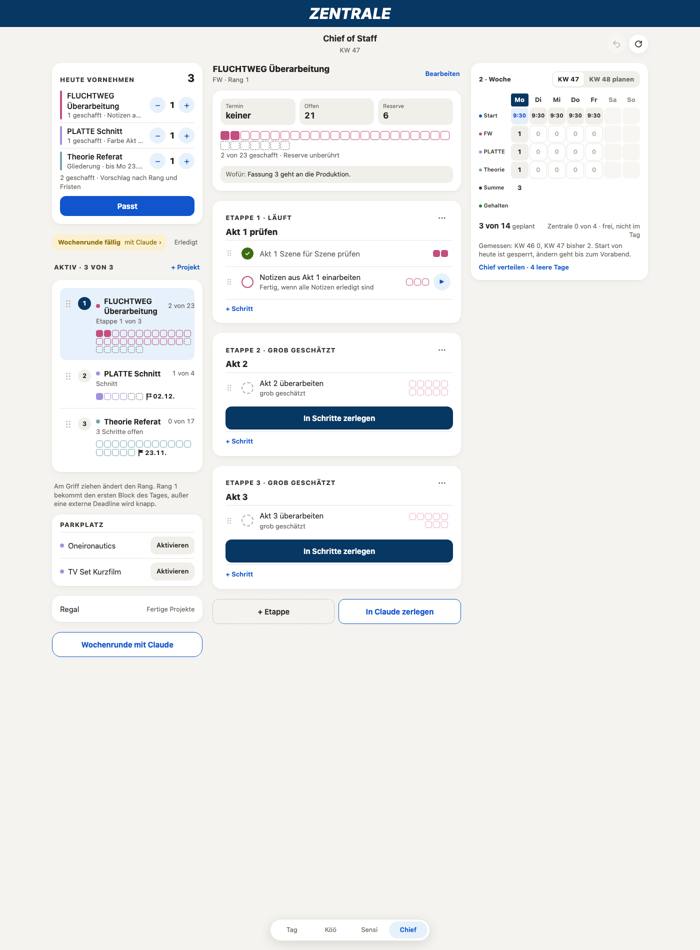 ZENTRALE
Chief of Staff
KW 47
HEUTE VORNEHMEN 3
FLUCHTWEG
Überarbeitung
1 geschafft · Notizen a...
− 1 +
PLATTE Schnitt
1 geschafft · Farbe Akt ...
− 1 +
Theorie Referat
Gliederung · bis Mo 23....
− 1 +
2 geschafft · Vorschlag nach Rang und
Fristen
Passt
Wochenrunde fällig mit Claude › Erledigt
AKTIV · 3 VON 3 + Projekt
1 FLUCHTWEG 2 von 23
Überarbeitung
Etappe 1 von 3
2 PLATTE Schnitt 1 von 4
Schnitt
02.12.
3 Theorie Referat 0 von 17
3 Schritte offen
23.11.
Am Griff ziehen ändert den Rang. Rang 1
bekommt den ersten Block des Tages, außer
eine externe Deadline wird knapp.
PARKPLATZ
Oneironautics Aktivieren
TV Set Kurzfilm Aktivieren
Regal Fertige Projekte
Wochenrunde mit Claude
FLUCHTWEG Überarbeitung
FW · Rang 1
Bearbeiten
Termin
keiner
Offen
21
Reserve
6
2 von 23 geschafft · Reserve unberührt
Wofür: Fassung 3 geht an die Produktion.
ETAPPE 1 · LÄUFT ...
Akt 1 prüfen
Akt 1 Szene für Szene prüfen
Notizen aus Akt 1 einarbeiten
Fertig, wenn alle Notizen erledigt sind
+ Schritt
ETAPPE 2 · GROB GESCHÄTZT ...
Akt 2
Akt 2 überarbeiten
grob geschätzt
In Schritte zerlegen
+ Schritt
ETAPPE 3 · GROB GESCHÄTZT ...
Akt 3
Akt 3 überarbeiten
grob geschätzt
In Schritte zerlegen
+ Schritt
+ Etappe In Claude zerlegen
2 · Woche KW 47 KW 48 planen
Mo Di Mi Do Fr Sa So
Start 9:30 9:30 9:30 9:30 9:30
FW 1 0 0 0 0
PLATTE 1 0 0 0 0
Theorie 1 0 0 0 0
Summe 3
Gehalten
3 von 14 geplant Zentrale 0 von 4 · frei, nicht im
Tag
Gemessen: KW 46 0, KW 47 bisher 2. Start von
heute ist gesperrt, ändern geht bis zum Vorabend.
Chief verteilen · 4 leere Tage
Tag Köö Sensi Chief